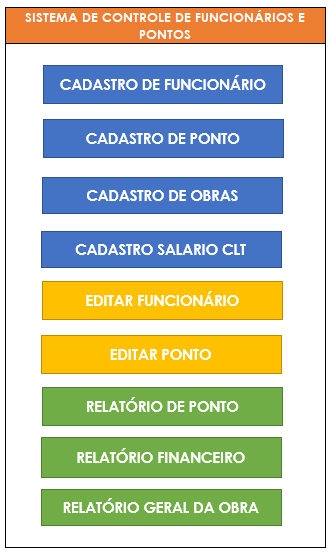 SISTEMA DE CONTROLE DE FUNCIONÁRIOS E
PONTOS
CADASTRO DE FUNCIONÁRIO
CADASTRO DE PONTO
CADASTRO DE OBRAS
CADASTRO SALARIO CLT
EDITAR FUNCIONÁRIO
EDITAR PONTO
RELATÓRIO DE PONTO
RELATÓRIO FINANCEIRO
RELATÓRIO GERAL DA OBRA